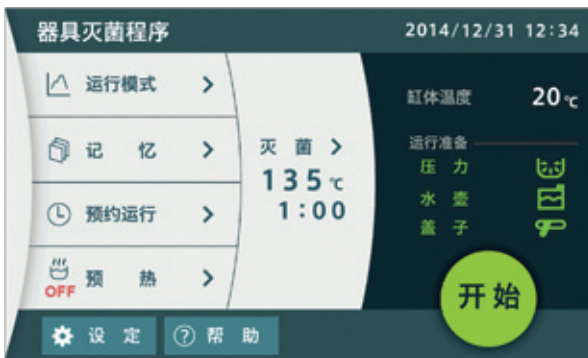 器具灭菌程序
2014/12/31 12:34
运行模式
记 忆
预约运行
OFF 预 热
灭 菌
135℃
1:00
缸体温度 20℃
运行准备
压 力
水 壶
盖 子
开始
设 定
? 帮 助